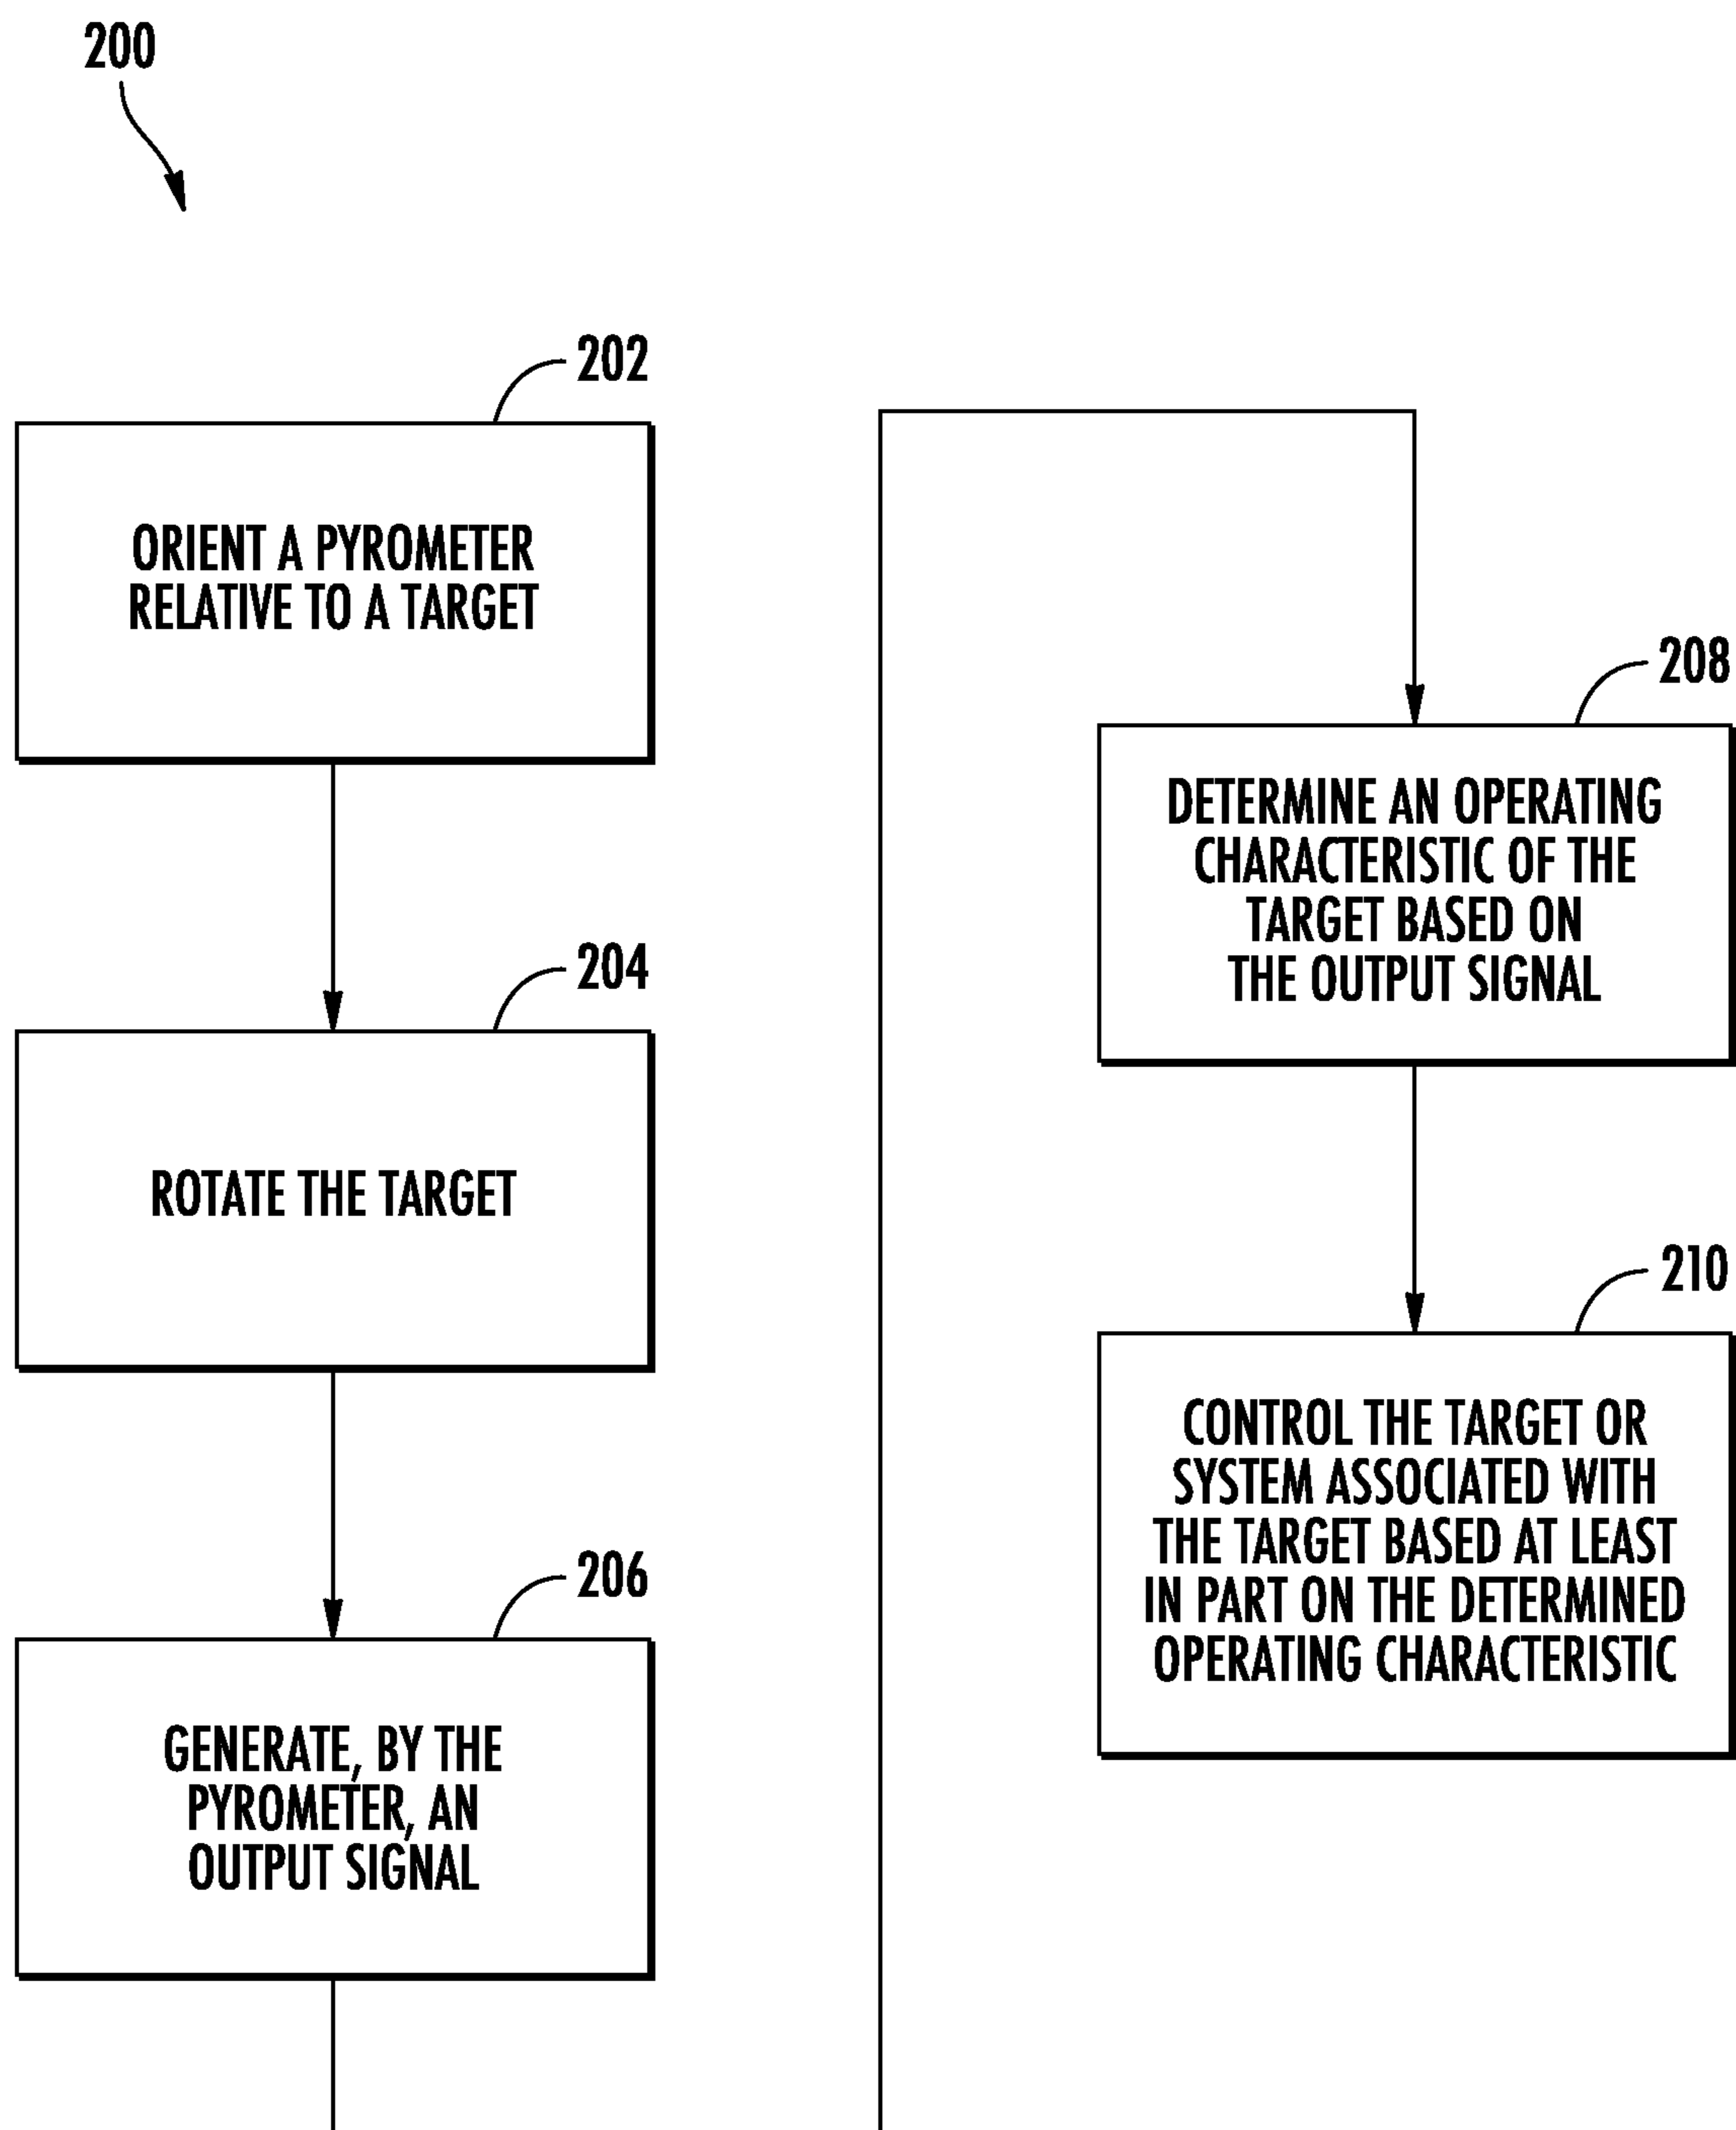 200
202
ORIENT A PYROMETER
RELATIVE TO A TARGET
204
ROTATE THE TARGET
206
GENERATE, BY THE
PYROMETER, AN
OUTPUT SIGNAL
208
DETERMINE AN OPERATING
CHARACTERISTIC OF THE
TARGET BASED ON
THE OUTPUT SIGNAL
210
CONTROL THE TARGET OR
SYSTEM ASSOCIATED WITH
THE TARGET BASED AT LEAST
IN PART ON THE DETERMINED
OPERATING CHARACTERISTIC